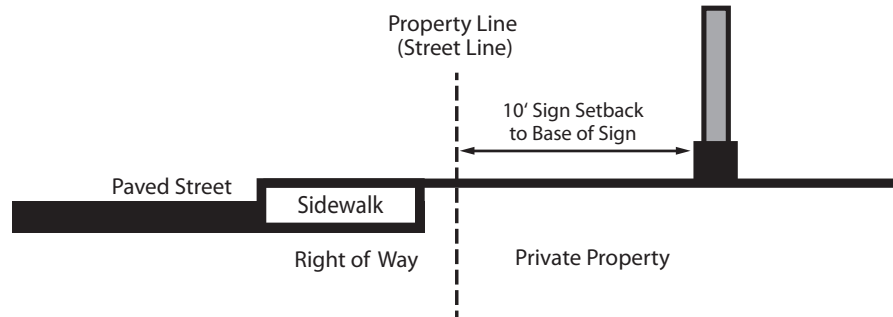 Property Line
(Street Line)
10‘ Sign Setback
to Base of Sign
Paved Street
Sidewalk
Right of Way
Private Property